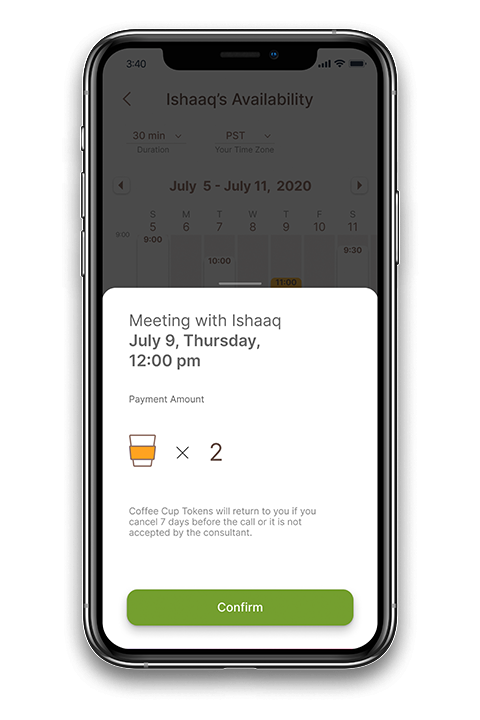 3:40
Ishaaq's Availability
30 min PST
Duration Your Time Zone
July 5 - July 11, 2020
S M T W T F S
5 6 7 8 9 10 11
9:00 9:00
9:30
10:00
11:00
Meeting with Ishaaq
July 9, Thursday,
12:00 pm
Payment Amount
× 2
Coffee Cup Tokens will return to you if you
cancel 7 days before the call or it is not
accepted by the consultant.
Confirm